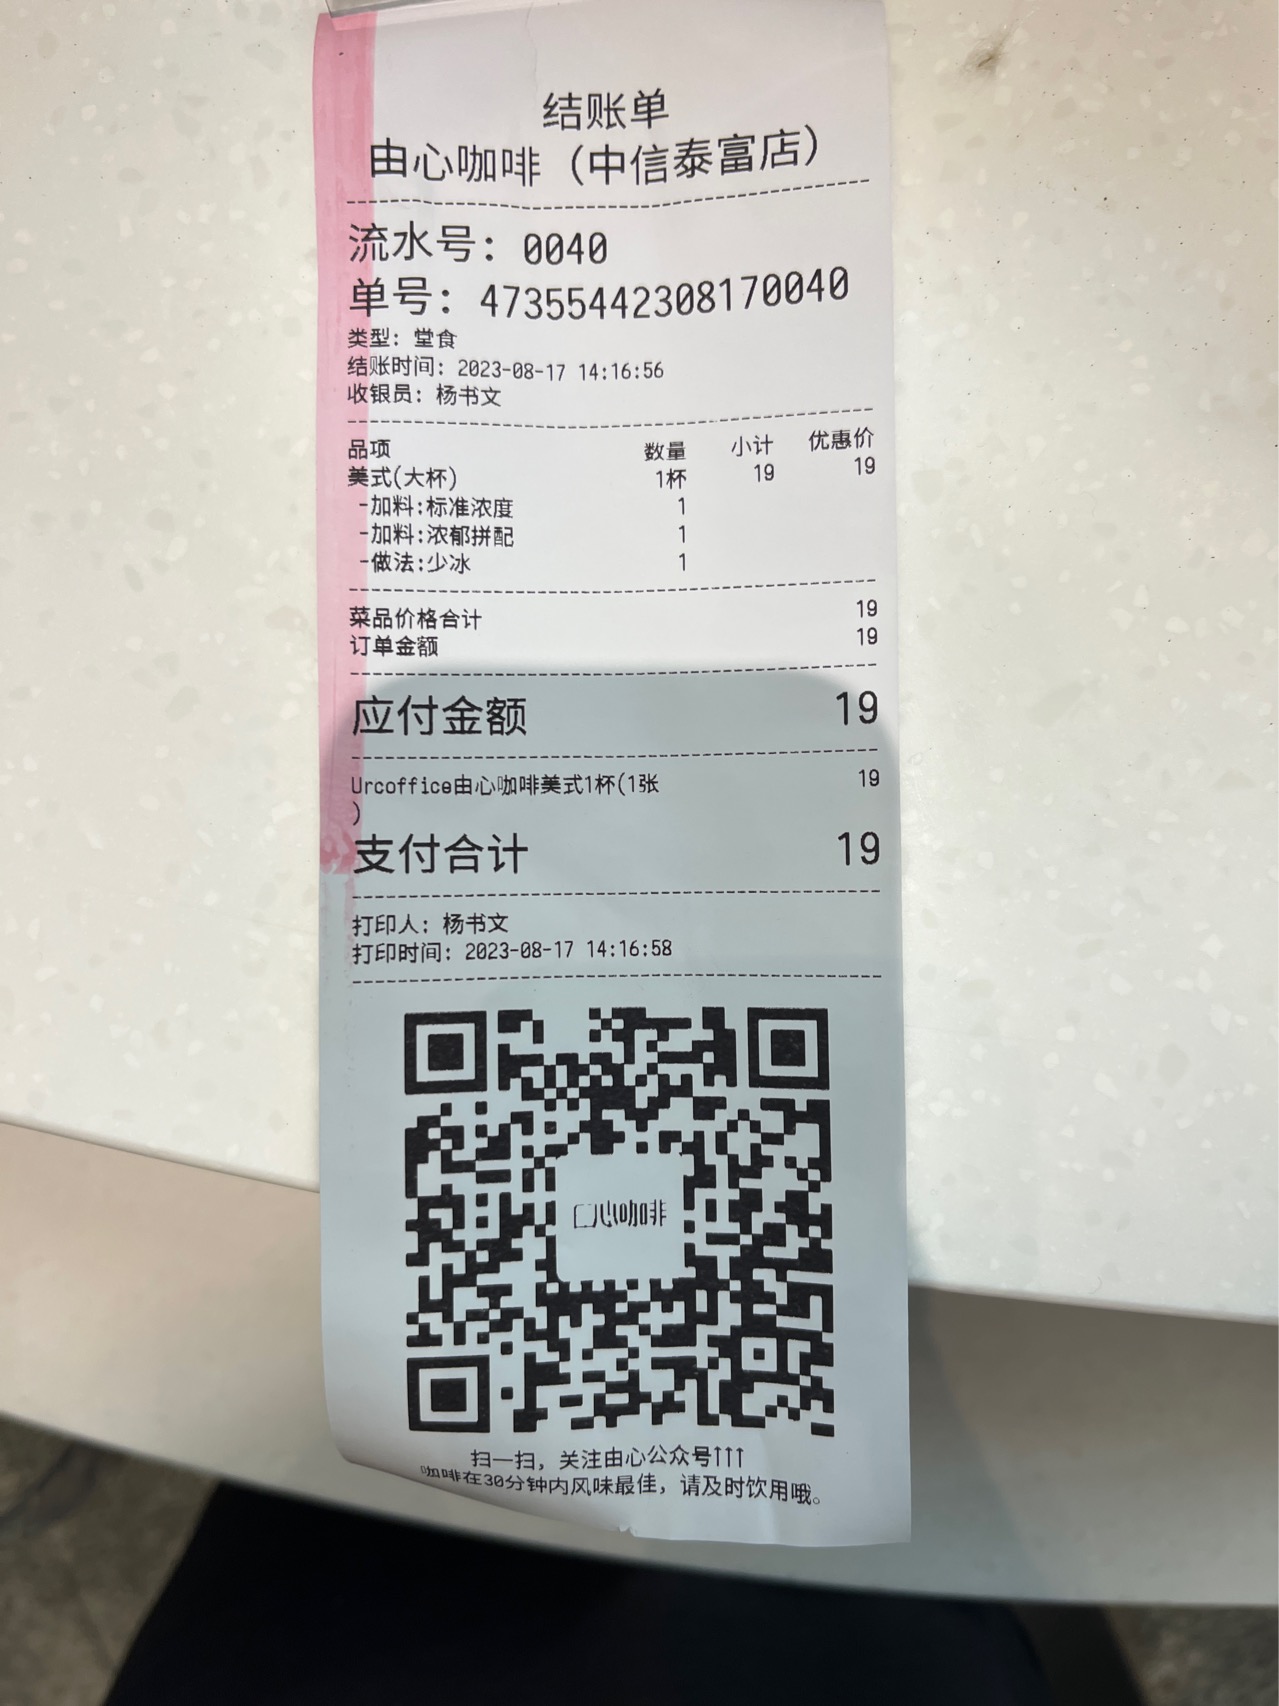 结账单
由心咖啡（中信泰富店）
流水号：0040
单号：47355442308170040
类型：堂食
结账时间：2023-08-17 14:16:56
收银员：杨书文
品项 数量 小计 优惠价
美式(大杯) 1杯 19 19
-加料:标准浓度 1
-加料:浓郁拼配 1
-做法:少冰 1
菜品价格合计 19
订单金额 19
应付金额 19
Urcoffice由心咖啡美式1杯(1张 19
)
支付合计 19
打印人：杨书文
打印时间：2023-08-17 14:16:58
心咖啡
扫一扫，关注由心公众号↑↑↑
咖啡在30分钟内风味最佳，请及时饮用哦。